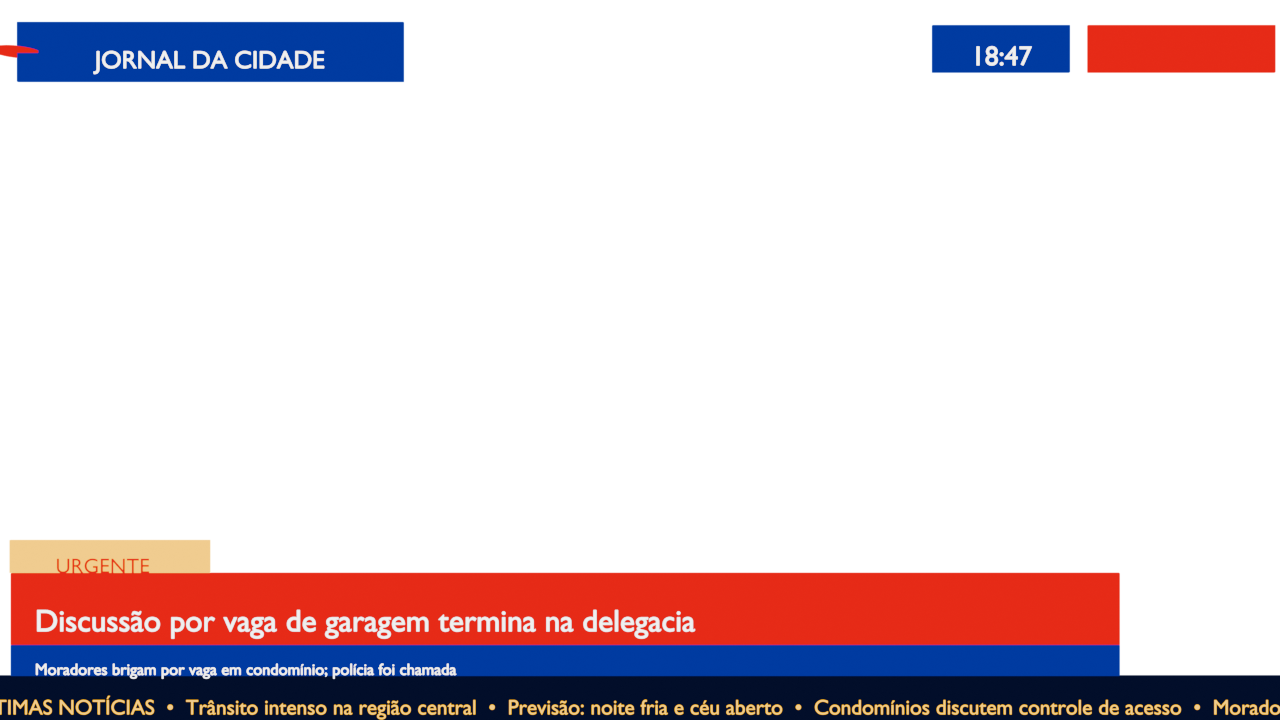 JORNAL DA CIDADE
18:47
URGENTE
Discussão por vaga de garagem termina na delegacia
Moradores brigam por vaga em condomínio; polícia foi chamada
TIMAS NOTÍCIAS • Trânsito intenso na região central • Previsão: noite fria e céu aberto • Condomínios discutem controle de acesso • Morado